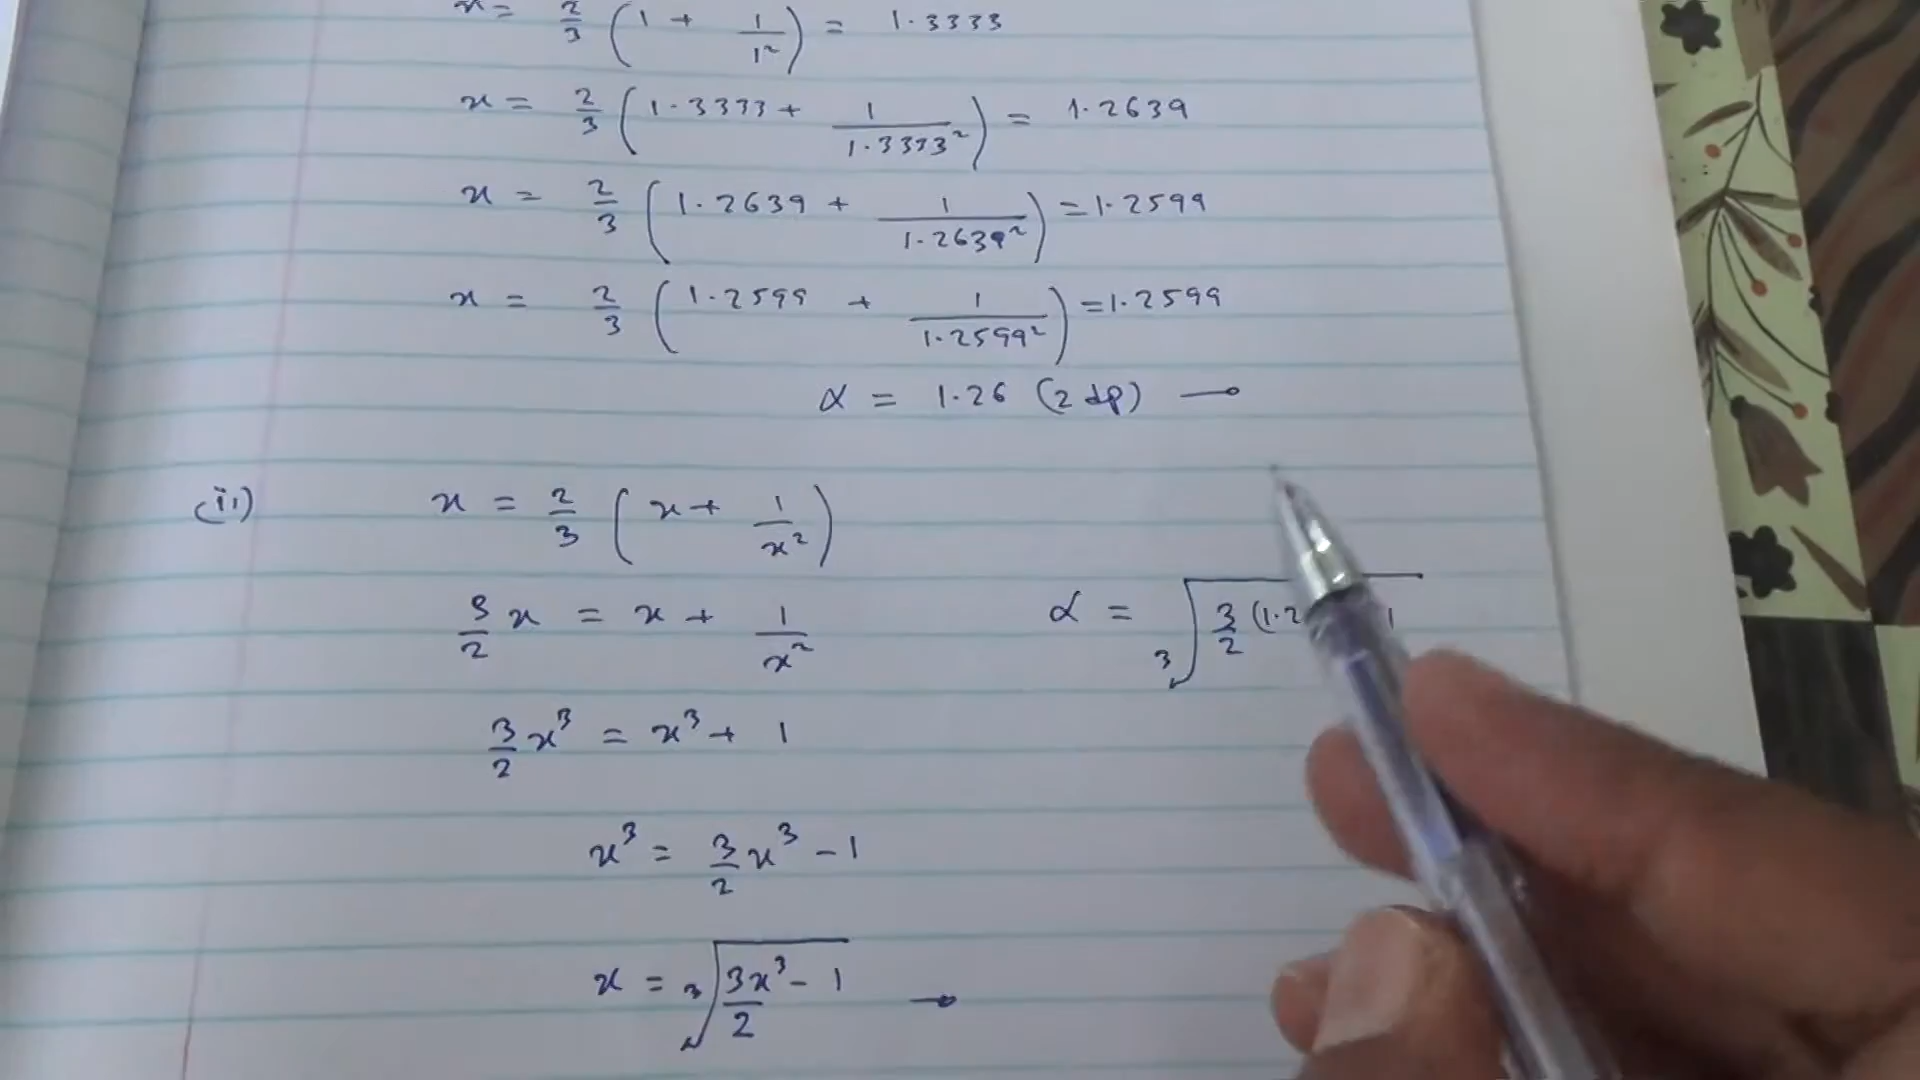 x = 2/3 (1 + 1/1²) = 1.3333
x = 2/3 (1.3333 + 1/1.3333²) = 1.2639
x = 2/3 (1.2639 + 1/1.2639²) = 1.2599
x = 2/3 (1.2599 + 1/1.2599²) = 1.2599
α = 1.26 (2 dp)
(ii) x = 2/3 (x + 1/x²)
3/2 x = x + 1/x²
α = ∛(3/2 (1.2 1
3/2 x³ = x³ + 1
x³ = 3/2 x³ - 1
x = ∛(3x³/2 - 1)